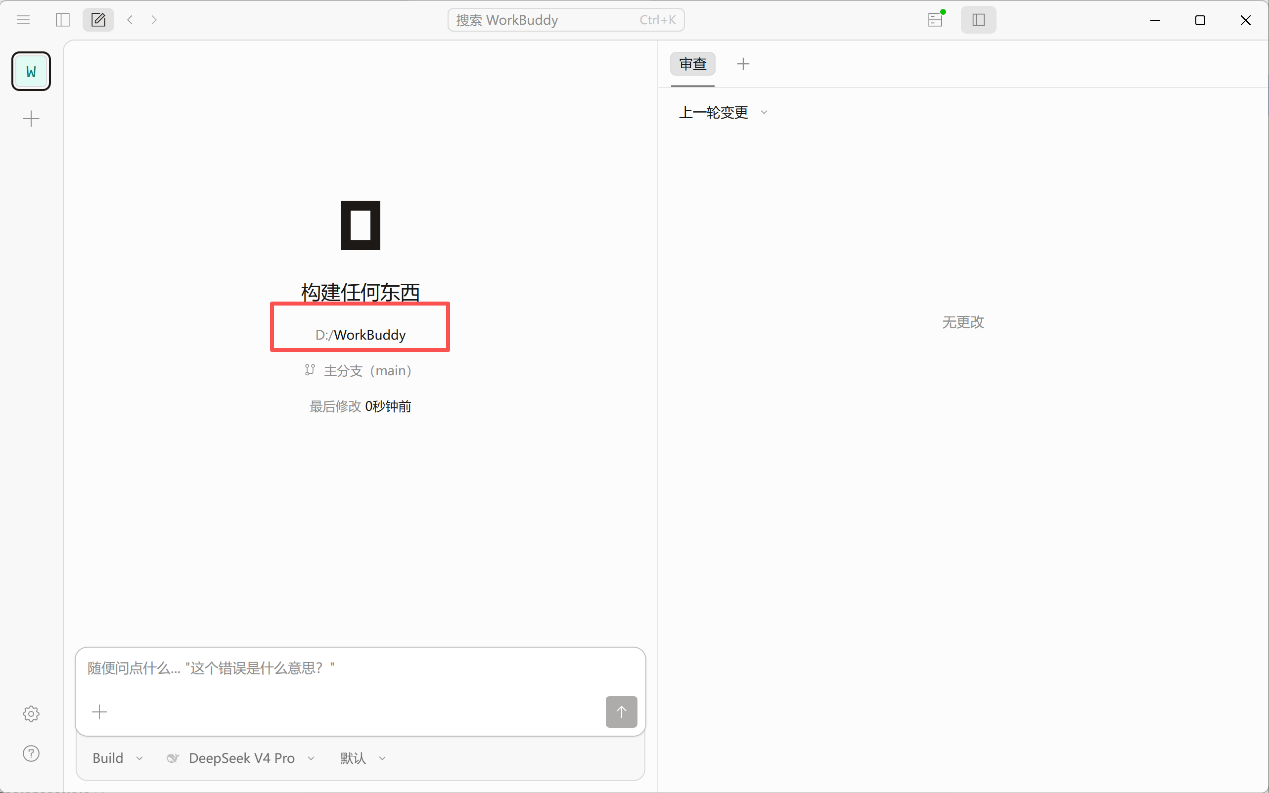 搜索 WorkBuddy Ctrl+K
W
审查
上一轮变更
构建任何东西
D:/WorkBuddy
主分支（main）
最后修改 0秒钟前
无更改
随便问点什么... "这个错误是什么意思？"
Build DeepSeek V4 Pro 默认